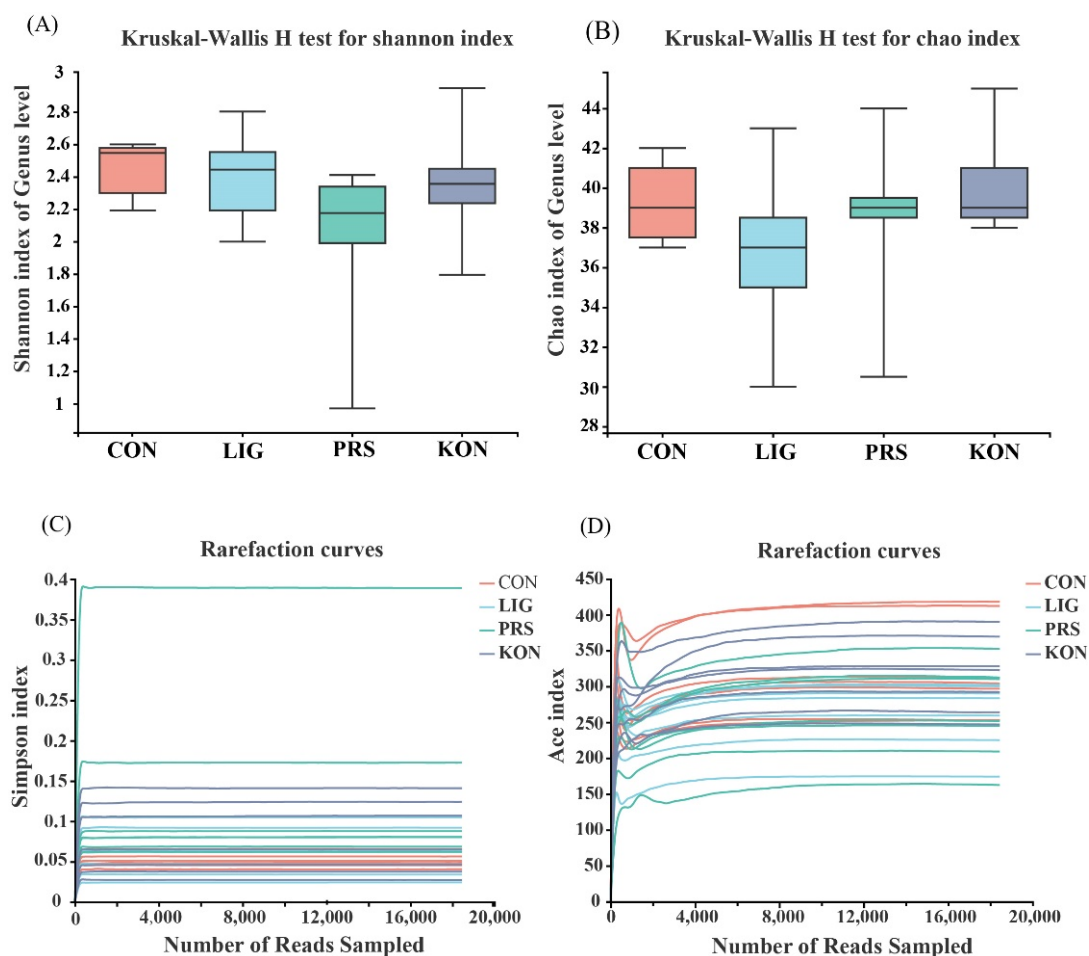 (A)
Kruskal-Wallis H test for shannon index
Shannon index of Genus level
3
2.8
2.6
2.4
2.2
2
1.8
1.6
1.4
1.2
1
CON LIG PRS KON
(B)
Kruskal-Wallis H test for chao index
Chao index of Genus level
44
42
40
38
36
34
32
30
28
CON LIG PRS KON
(C)
Rarefaction curves
Simpson index
0.4
0.35
0.3
0.25
0.2
0.15
0.1
0.05
0
0 4,000 8,000 12,000 16,000 20,000
Number of Reads Sampled
CON
LIG
PRS
KON
(D)
Rarefaction curves
Ace index
450
400
350
300
250
200
150
100
50
0
0 4,000 8,000 12,000 16,000 20,000
Number of Reads Sampled
CON
LIG
PRS
KON